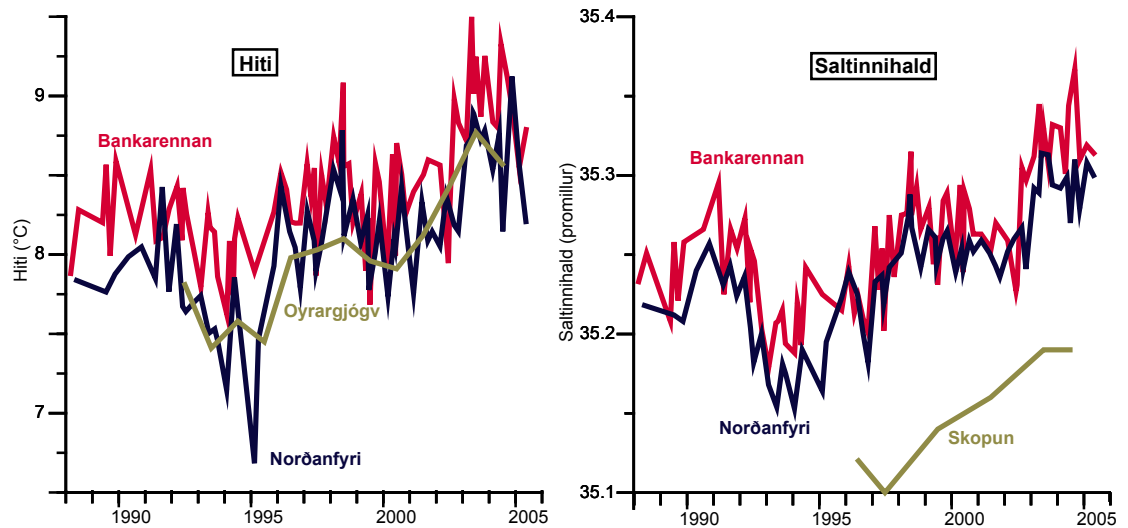 Hiti
Bankarennan
Oyrargjógv
Norðanfyri
Hiti (°C)
9
8
7
1990
1995
2000
2005
Saltinnihald
Bankarennan
Norðanfyri
Skopun
Saltinnihald (promillur)
35.4
35.3
35.2
35.1
1990
1995
2000
2005